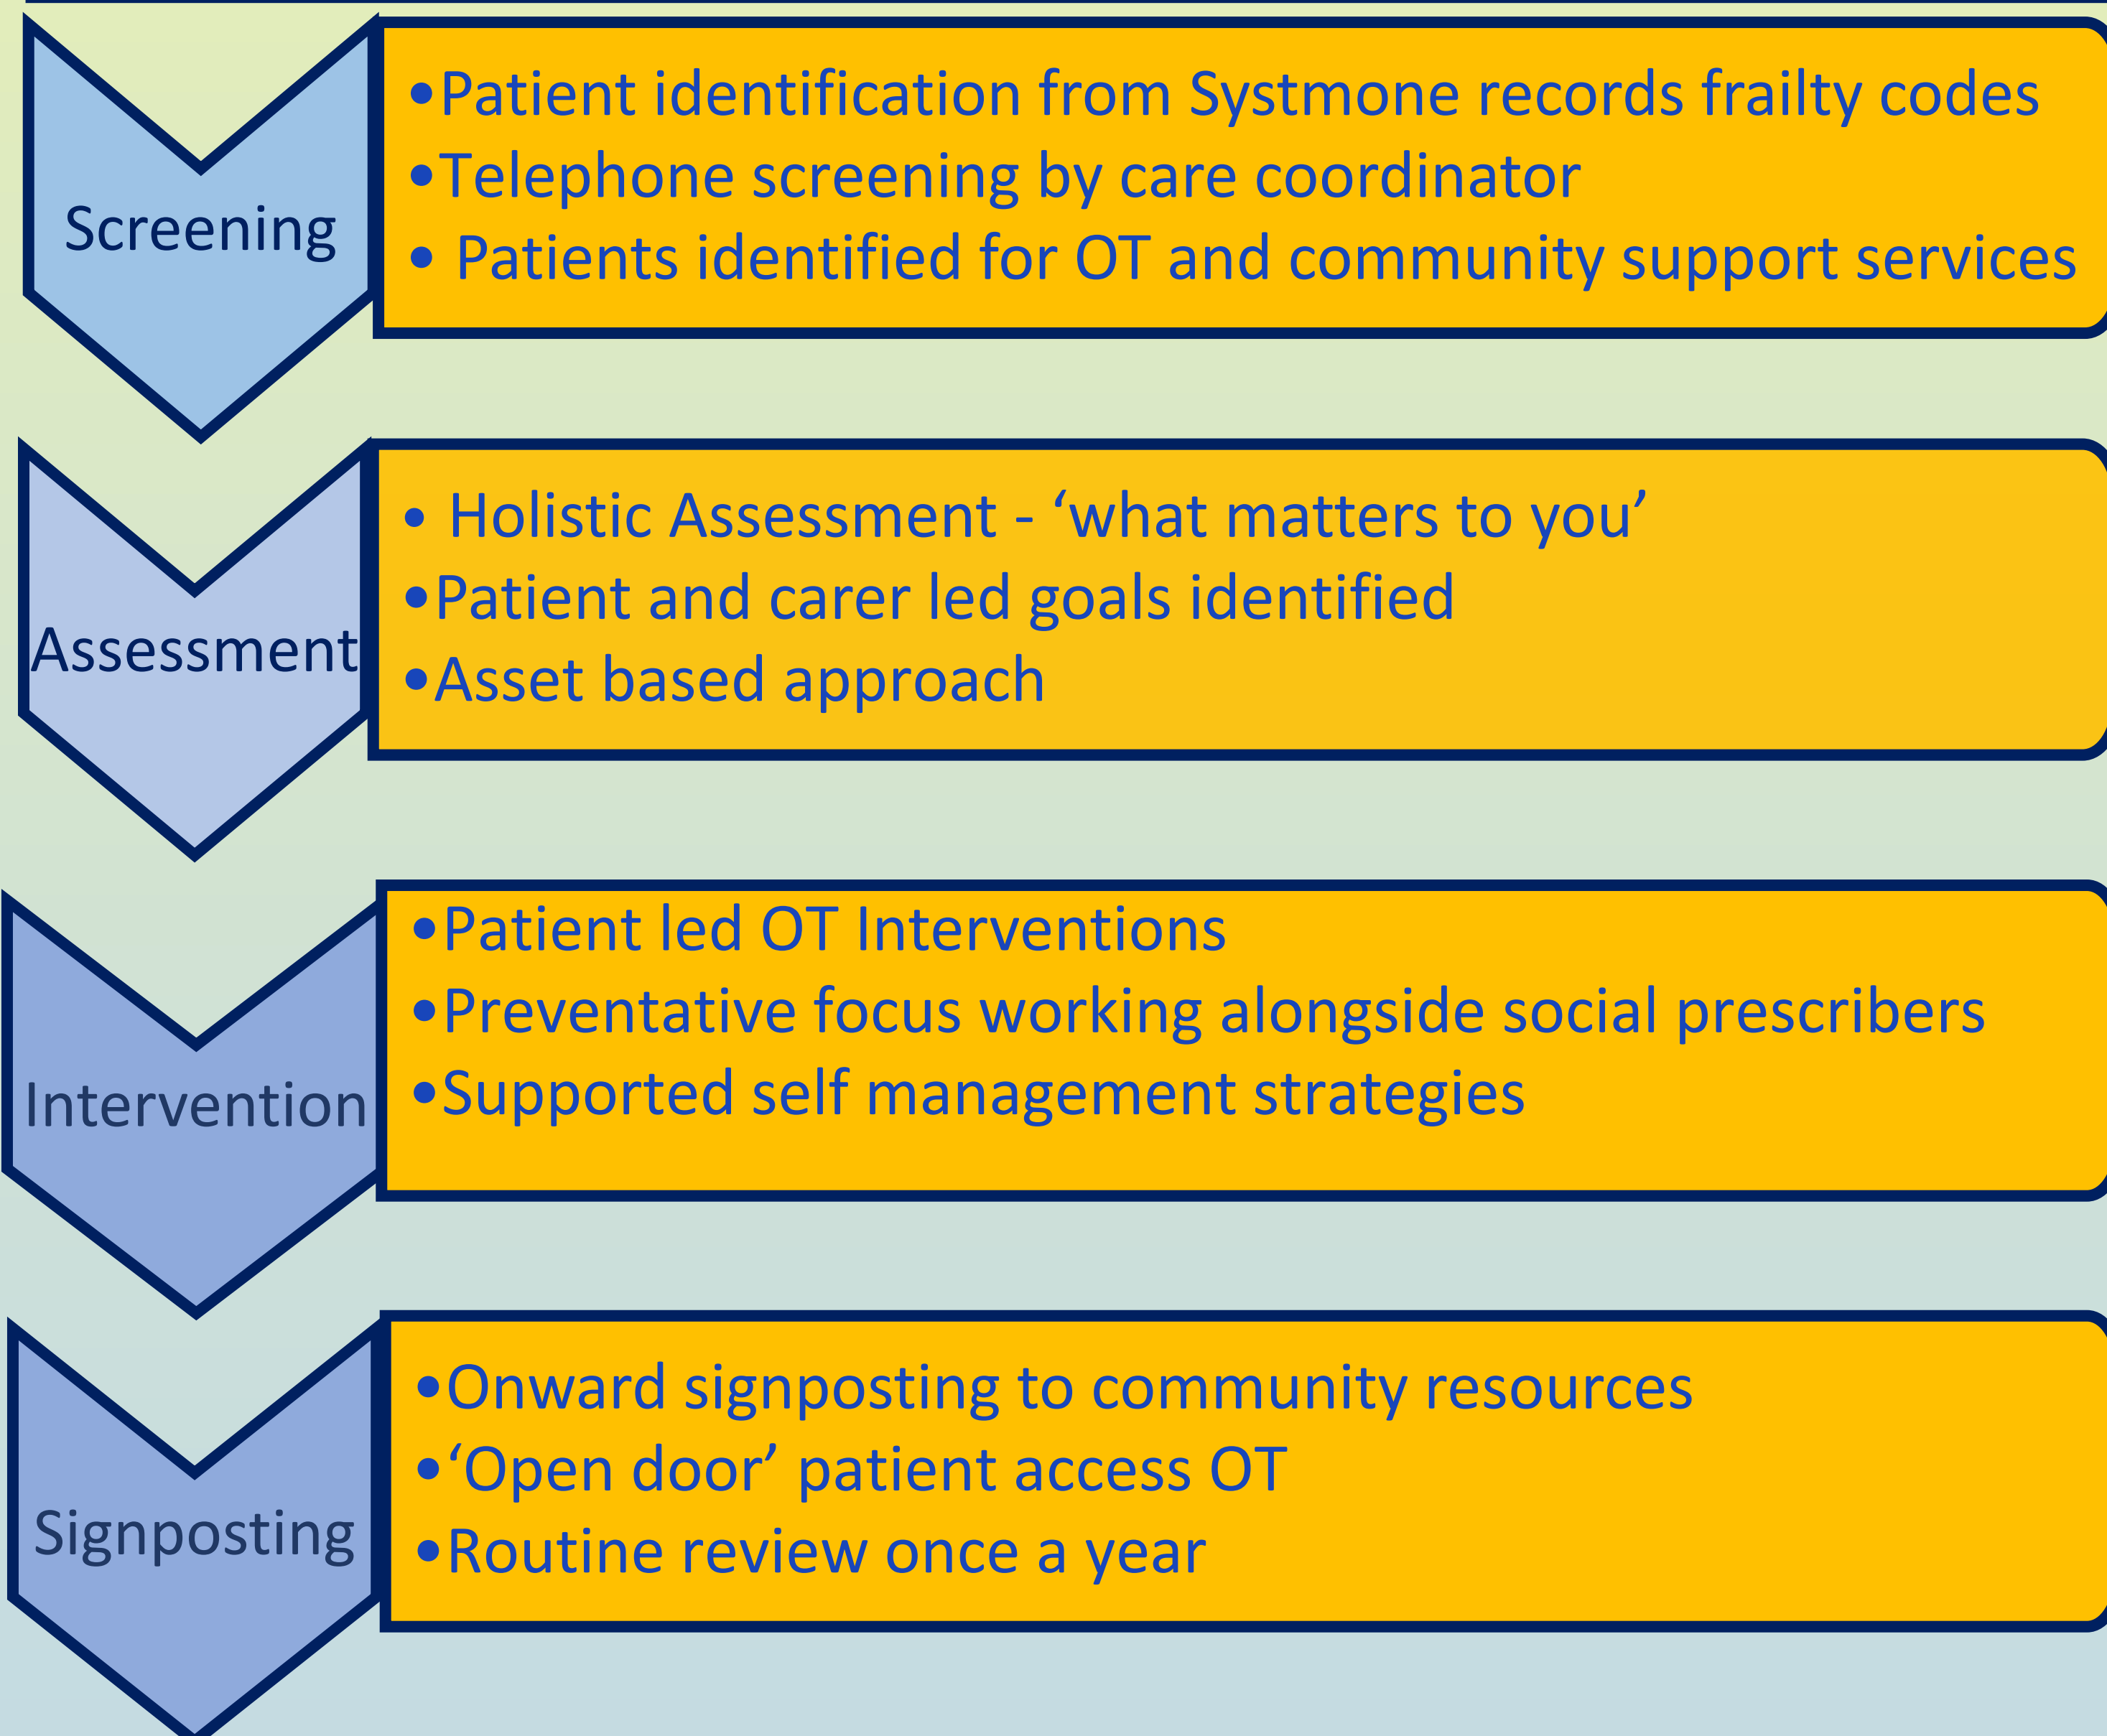 Screening
•Patient identification from Systmone records frailty codes
•Telephone screening by care coordinator
• Patients identified for OT and community support services
Assessment
• Holistic Assessment - ‘what matters to you’
•Patient and carer led goals identified
•Asset based approach
Intervention
•Patient led OT Interventions
•Preventative focus working alongside social prescribers
•Supported self management strategies
Signposting
•Onward signposting to community resources
•‘Open door’ patient access OT
•Routine review once a year